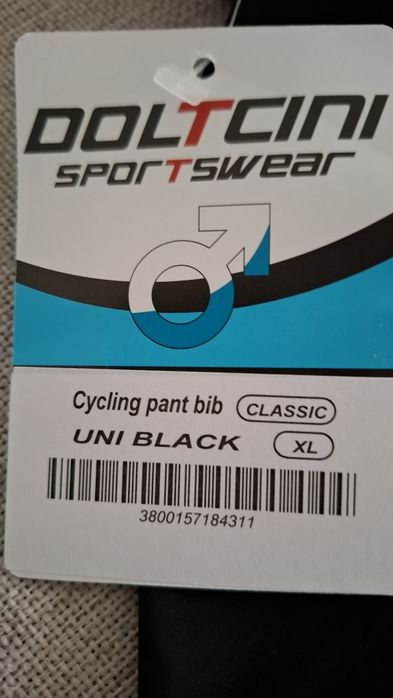 DOLTCINI
SPORTSWEAR
Cycling pant bib CLASSIC
UNI BLACK XL
3800157184311